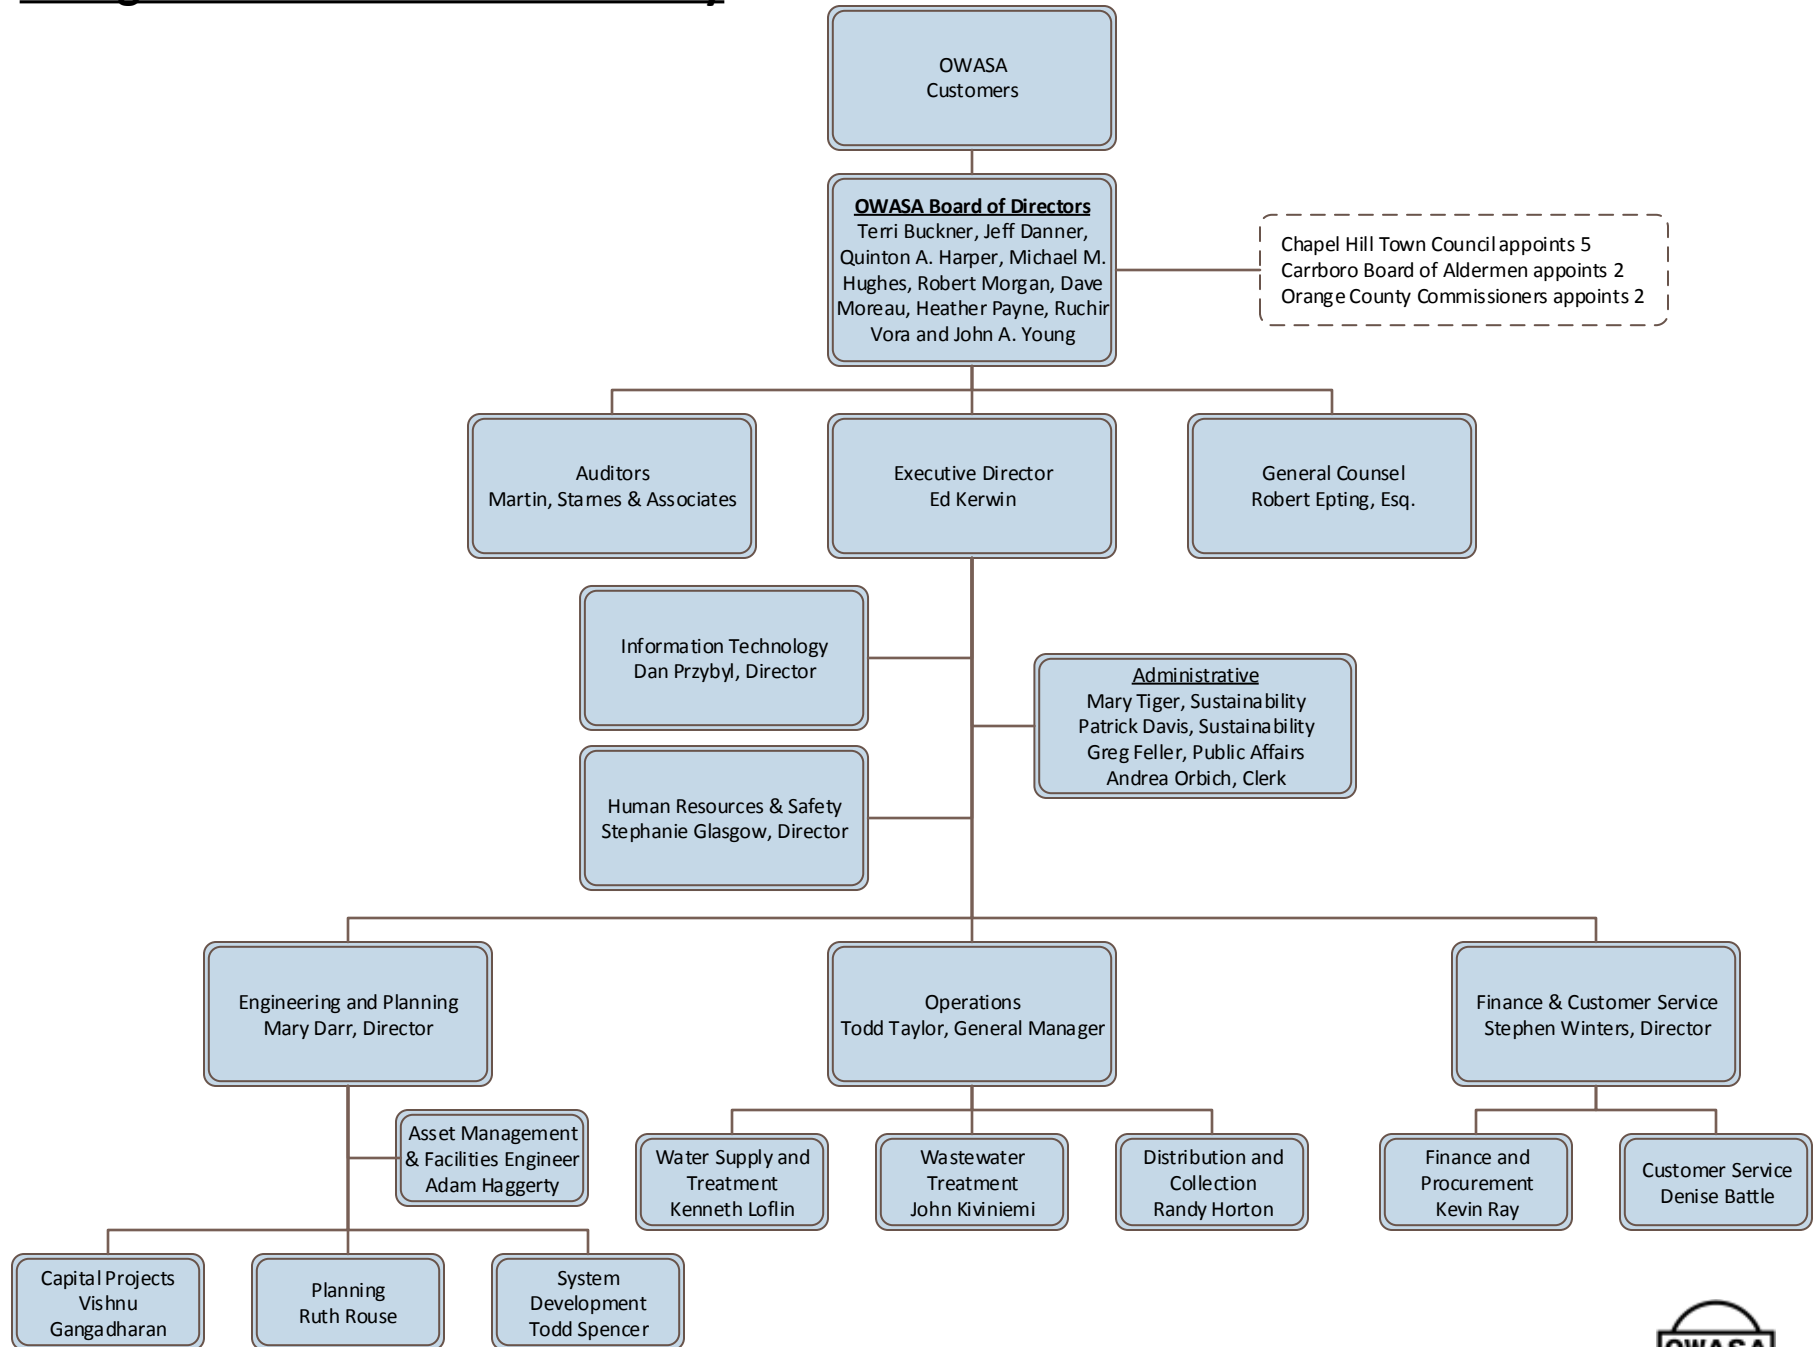 OWASA
Customers
OWASA Board of Directors
Terri Buckner, Jeff Danner,
Quinton A. Harper, Michael M.
Hughes, Robert Morgan, Dave
Moreau, Heather Payne, Ruchir
Vora and John A. Young
Chapel Hill Town Council appoints 5
Carrboro Board of Aldermen appoints 2
Orange County Commissioners appoints 2
Auditors
Martin, Starnes & Associates
Executive Director
Ed Kerwin
General Counsel
Robert Epting, Esq.
Information Technology
Dan Przybyl, Director
Administrative
Mary Tiger, Sustainability
Patrick Davis, Sustainability
Greg Feller, Public Affairs
Andrea Orbich, Clerk
Human Resources & Safety
Stephanie Glasgow, Director
Engineering and Planning
Mary Darr, Director
Operations
Todd Taylor, General Manager
Finance & Customer Service
Stephen Winters, Director
Asset Management
& Facilities Engineer
Adam Haggerty
Water Supply and
Treatment
Kenneth Loflin
Wastewater
Treatment
John Kiviniemi
Distribution and
Collection
Randy Horton
Finance and
Procurement
Kevin Ray
Customer Service
Denise Battle
Capital Projects
Vishnu
Gangadharan
Planning
Ruth Rouse
System
Development
Todd Spencer
OWASA